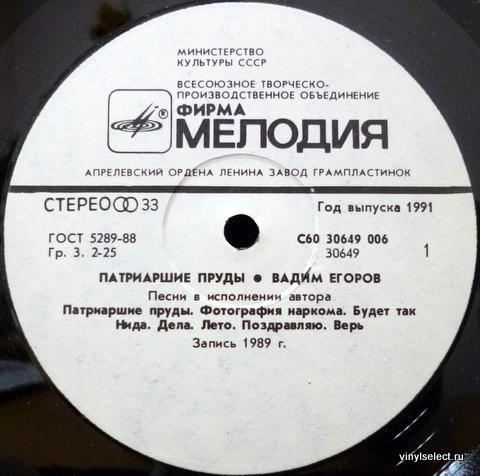 МИНИСТЕРСТВО
КУЛЬТУРЫ СССР
ВСЕСОЮЗНОЕ ТВОРЧЕСКО-
ПРОИЗВОДСТВЕННОЕ ОБЪЕДИНЕНИЕ
ФИРМА
®
МЕЛОДИЯ
АПРЕЛЕВСКИЙ ОРДЕНА ЛЕНИНА ЗАВОД ГРАМПЛАСТИНОК
СТЕРЕО 33
Год выпуска 1991
ГОСТ 5289-88
С60 30649 006
Гр. 3. 2-25
30649
1
ПАТРИАРШИЕ ПРУДЫ ● ВАДИМ ЕГОРОВ
Песни в исполнении автора
Патриаршие пруды. Фотография наркома. Будет так
Нида. Дела. Лето. Поздравляю. Верь
Запись 1989 г.
vinylselect.ru